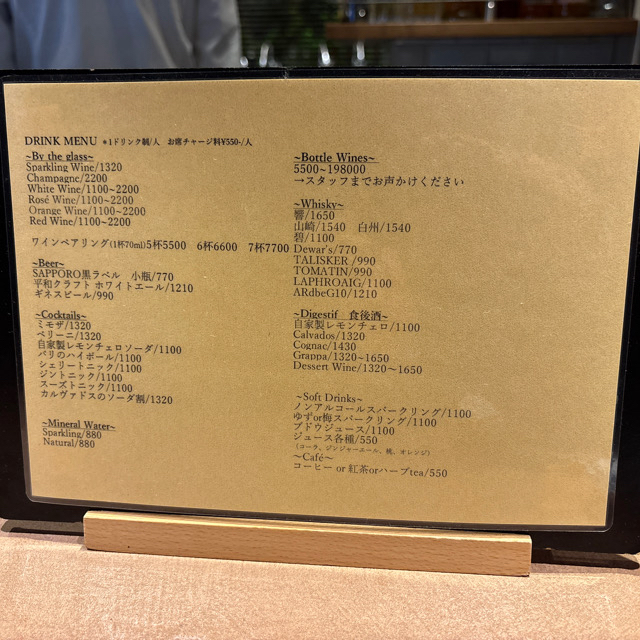 DRINK MENU *1ドリンク制/人 お席チャージ料¥550-/人
~By the glass~
Sparkling Wine/1320
Champagne/2200
White Wine/1100~2200
Rosé Wine/1100~2200
Orange Wine/1100~2200
Red Wine/1100~2200
ワインペアリング(1杯70ml)5杯5500 6杯6600 7杯7700
~Beer~
SAPPORO黒ラベル 小瓶/770
平和クラフト ホワイトエール/1210
ギネスビール/990
~Cocktails~
ミモザ/1320
ベリーニ/1320
自家製レモンチェロソーダ/1100
パリのハイボール/1100
シェリートニック/1100
ジントニック/1100
スーズトニック/1100
カルヴァドスのソーダ割/1320
~Mineral Water~
Sparkling/880
Natural/880
~Bottle Wines~
5500~198000
→スタッフまでお声かけください
~Whisky~
響/1650
山崎/1540 白州/1540
碧/1100
Dewar's/770
TALISKER /990
TOMATIN/990
LAPHROAIG/1100
ARdbeG10/1210
~Digestif 食後酒~
自家製レモンチェロ/1100
Calvados/1320
Cognac/1430
Grappa/1320~1650
Dessert Wine/1320~1650
~Soft Drinks~
ノンアルコールスパークリング/1100
ゆずor梅スパークリング/1100
ブドウジュース/1100
ジュース各種/550
(コーラ、ジンジャーエール、桃、オレンジ)
~Café~
コーヒー or 紅茶orハーブtea/550